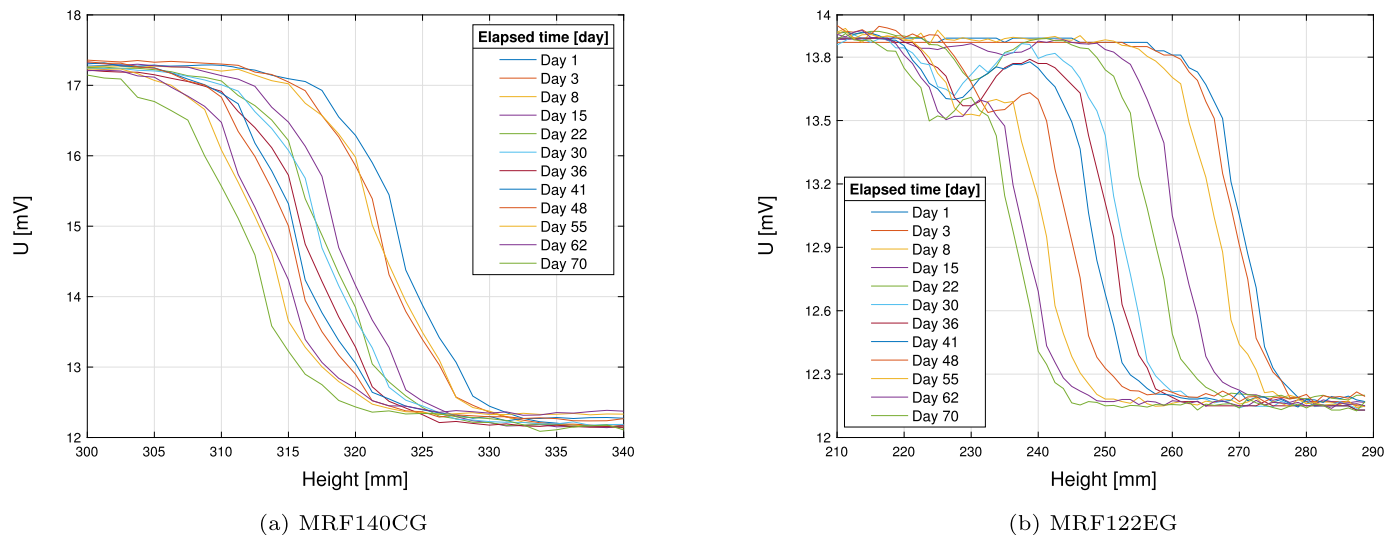 18
17
16
15
14
13
12
U [mV]
300
305
310
315
320
325
330
335
340
Height [mm]
Elapsed time [day]
Day 1
Day 3
Day 8
Day 15
Day 22
Day 30
Day 36
Day 41
Day 48
Day 55
Day 62
Day 70
(a) MRF140CG
14
13.8
13.5
13.2
12.9
12.6
12.3
12
U [mV]
210
220
230
240
250
260
270
280
290
Height [mm]
Elapsed time [day]
Day 1
Day 3
Day 8
Day 15
Day 22
Day 30
Day 36
Day 41
Day 48
Day 55
Day 62
Day 70
(b) MRF122EG